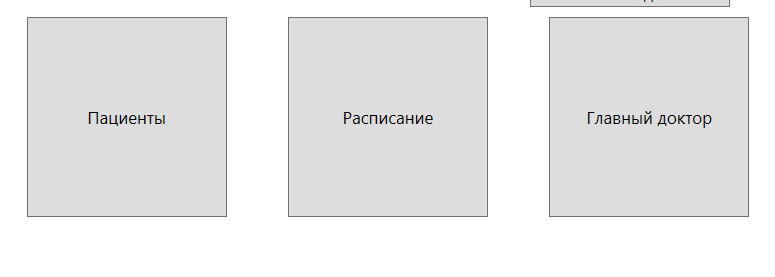 Пациенты
Расписание
Главный доктор